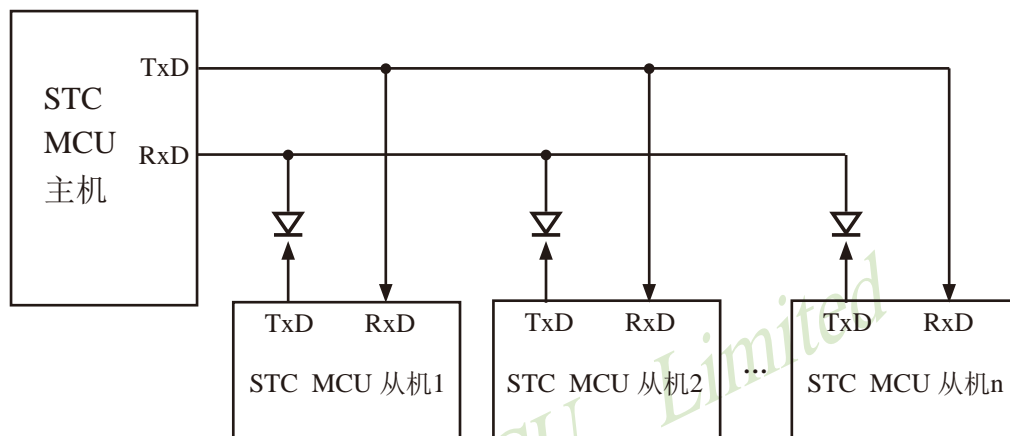 TxD
STC
MCU
RxD
主机
TxD RxD
STC MCU 从机1
TxD RxD
STC MCU 从机2
...
TxD RxD
STC MCU 从机n
Limited